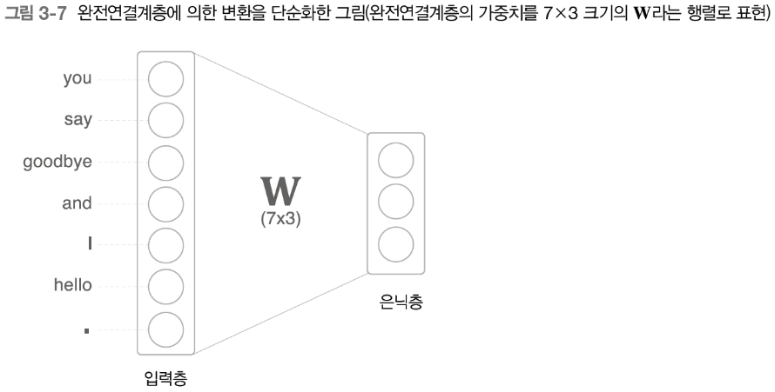 그림 3-7 완전연결계층에 의한 변환을 단순화한 그림(완전연결계층의 가중치를 7×3 크기의 W라는 행렬로 표현)
you
say
goodbye
and
I
hello
.
W
(7x3)
은닉층
입력층